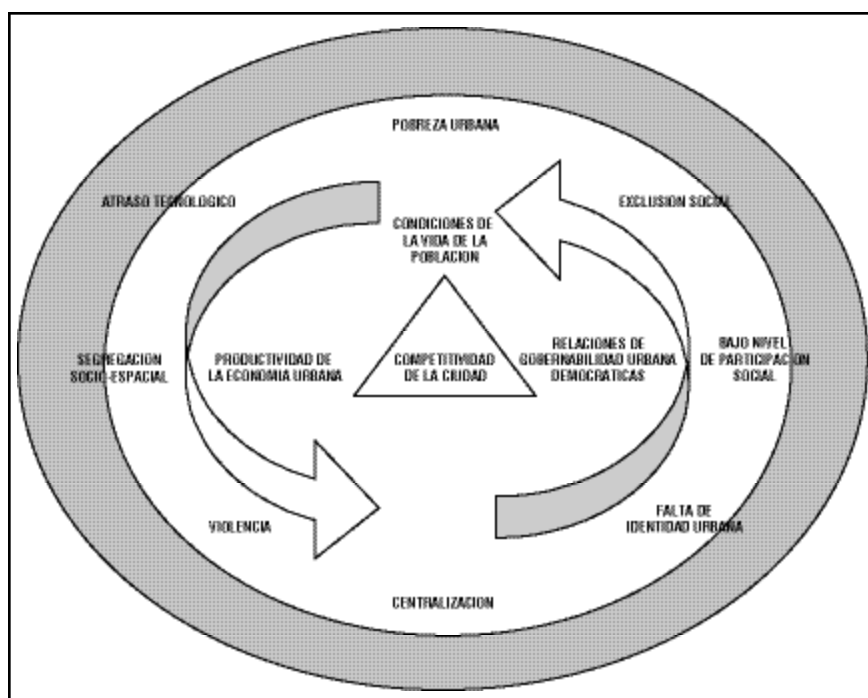 POBREZA URBANA
ATRASO TECNOLOGICO
EXCLUSION SOCIAL
CONDICIONES DE
LA VIDA DE LA
POBLACION
SEGREGACION
SOCIO-ESPACIAL
PRODUCTIVIDAD DE
LA ECONOMIA URBANA
COMPETITIVIDAD
DE LA CIUDAD
RELACIONES DE
GOBERNABILIDAD URBANA
DEMOCRATICAS
BAJO NIVEL
DE PARTICIPACION
SOCIAL
VIOLENCIA
FALTA DE
IDENTIDAD URBANA
CENTRALIZACION